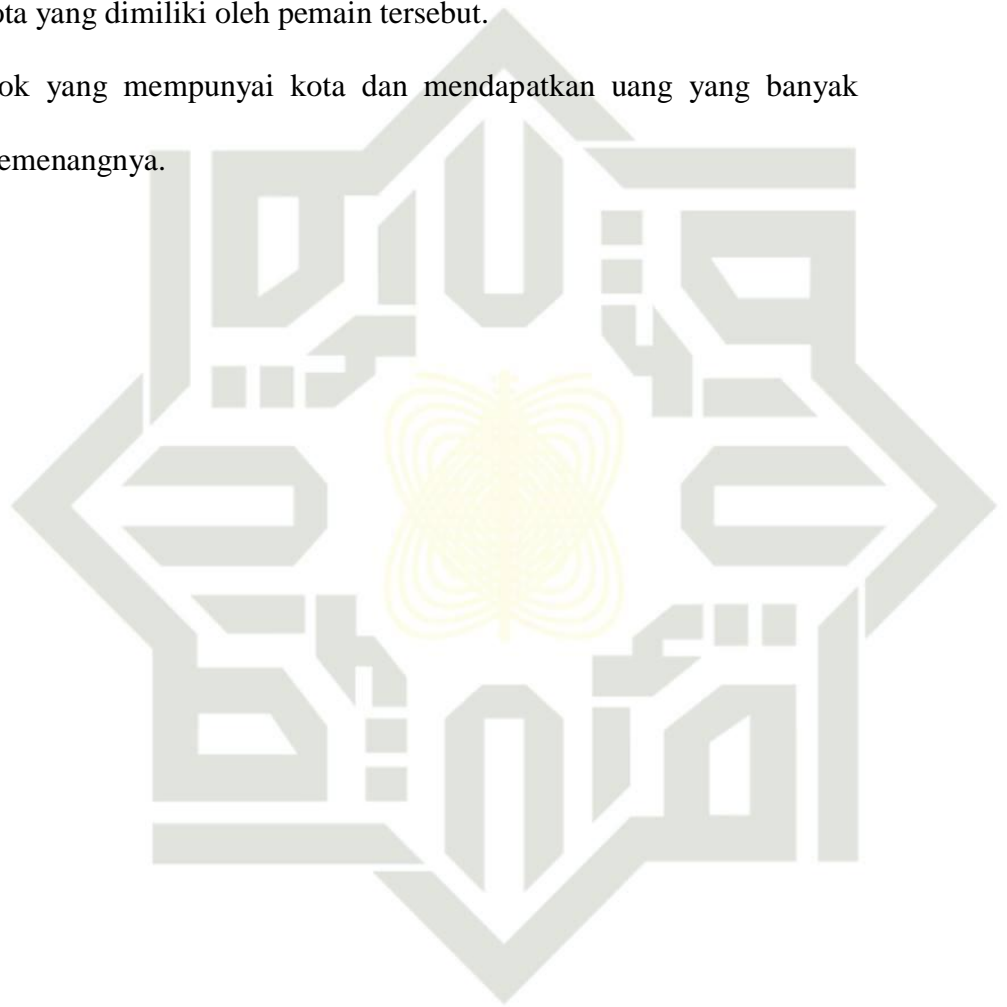 ota yang dimiliki oleh pemain tersebut.
ok yang mempunyai kota dan mendapatkan uang yang banyak
emenangnya.